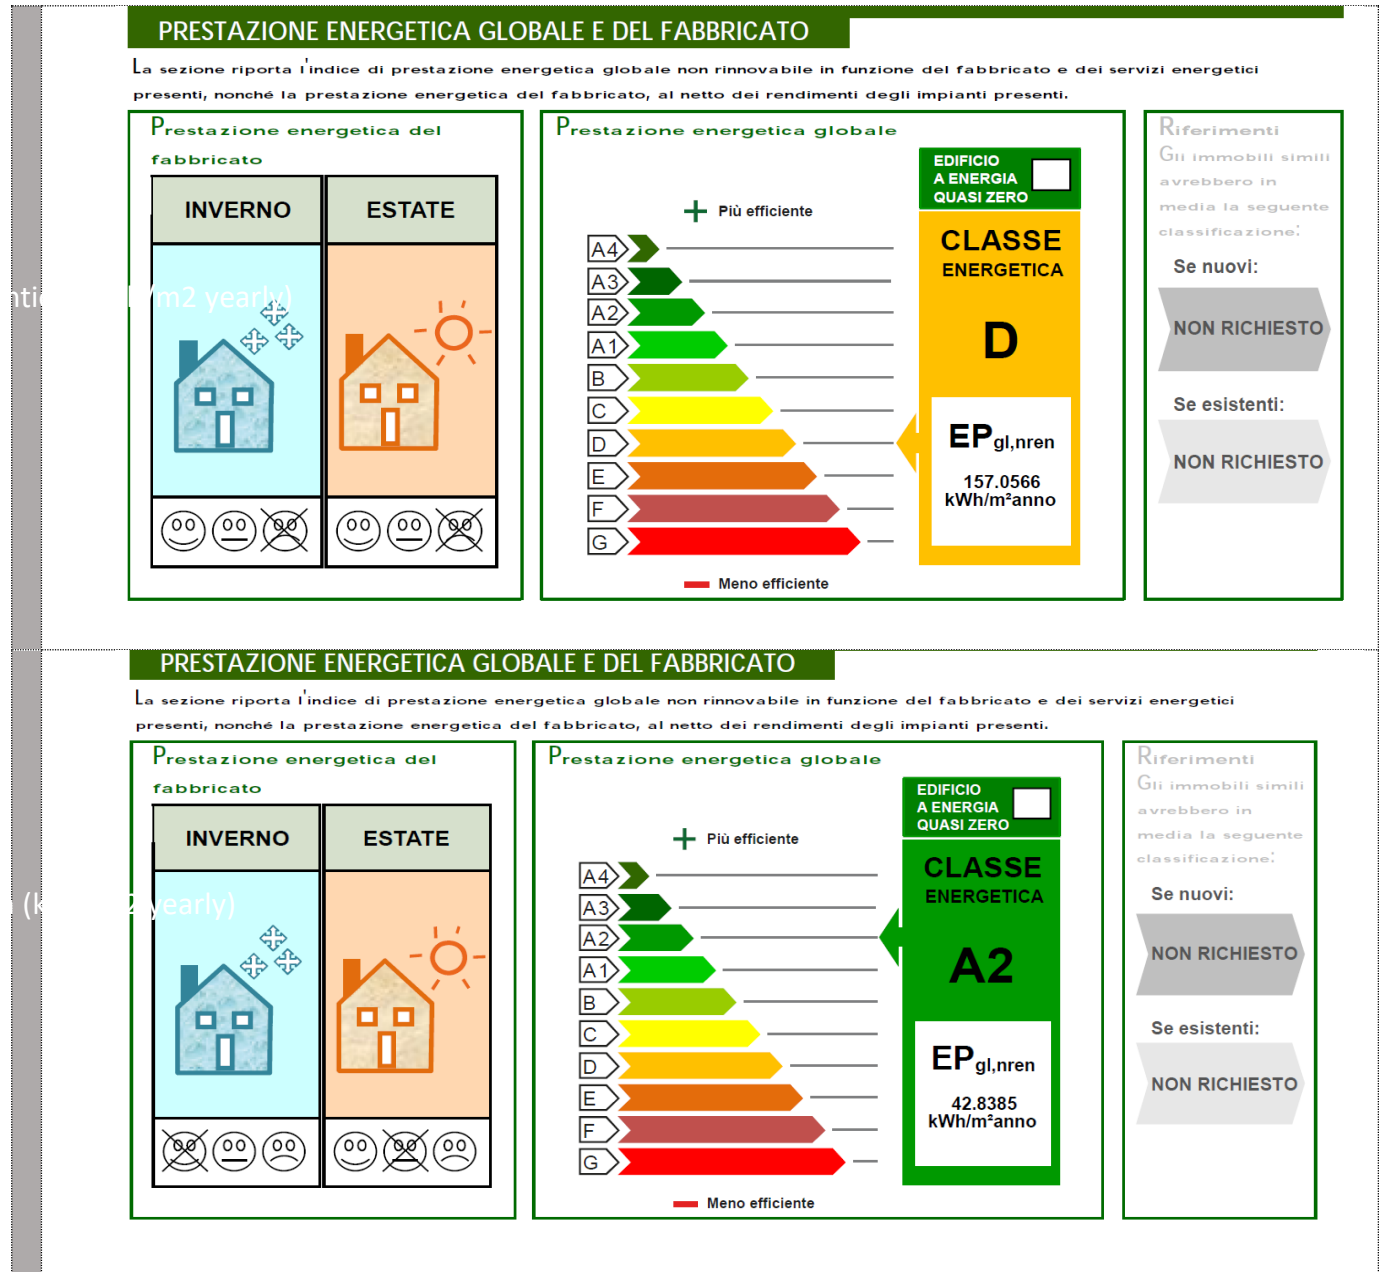 PRESTAZIONE ENERGETICA GLOBALE E DEL FABBRICATO
La sezione riporta l'indice di prestazione energetica globale non rinnovabile in funzione del fabbricato e dei servizi energetici
presenti, nonché la prestazione energetica del fabbricato, al netto dei rendimenti degli impianti presenti.
Prestazione energetica del
fabbricato
INVERNO
ESTATE
/m2 yearly)
Prestazione energetica globale
Più efficiente
A4
A3
A2
A1
B
C
D
E
F
G
Meno efficiente
EDIFICIO
A ENERGIA
QUASI ZERO
CLASSE
ENERGETICA
D
EPgl,nren
157.0566
kWh/m²anno
Riferimenti
Gli immobili simili
avrebbero in
media la seguente
classificazione:
Se nuovi:
NON RICHIESTO
Se esistenti:
NON RICHIESTO
PRESTAZIONE ENERGETICA GLOBALE E DEL FABBRICATO
La sezione riporta l'indice di prestazione energetica globale non rinnovabile in funzione del fabbricato e dei servizi energetici
presenti, nonché la prestazione energetica del fabbricato, al netto dei rendimenti degli impianti presenti.
Prestazione energetica del
fabbricato
INVERNO
ESTATE
yearly)
Prestazione energetica globale
Più efficiente
A4
A3
A2
A1
B
C
D
E
F
G
Meno efficiente
EDIFICIO
A ENERGIA
QUASI ZERO
CLASSE
ENERGETICA
A2
EPgl,nren
42.8385
kWh/m²anno
Riferimenti
Gli immobili simili
avrebbero in
media la seguente
classificazione:
Se nuovi:
NON RICHIESTO
Se esistenti:
NON RICHIESTO